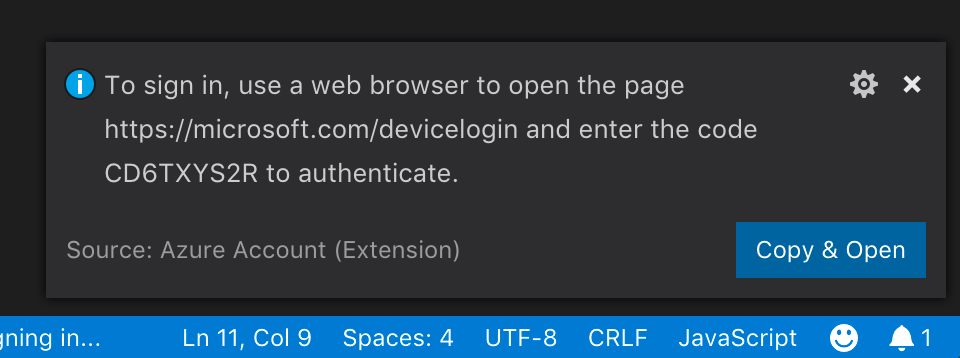 To sign in, use a web browser to open the page
https://microsoft.com/devicelogin and enter the code
CD6TXYS2R to authenticate.
Source: Azure Account (Extension)
Copy & Open
gning in... Ln 11, Col 9 Spaces: 4 UTF-8 CRLF JavaScript 1